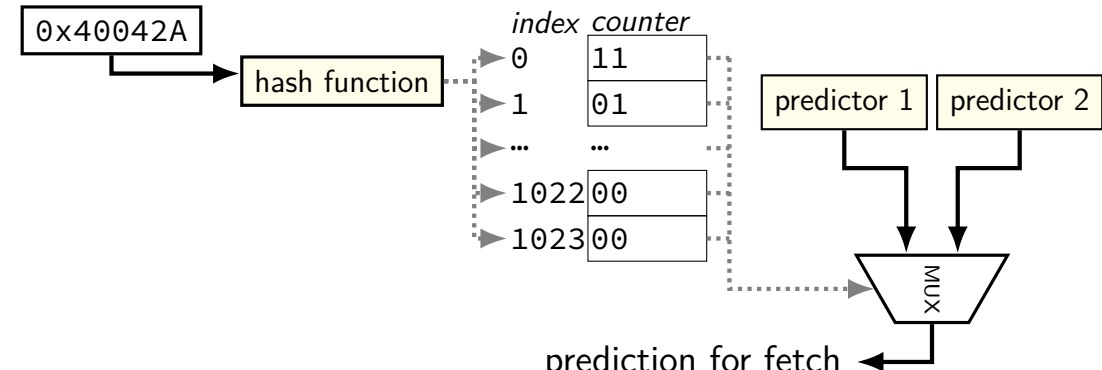 0x40042A
hash function
index counter
0 11
1 01
... ...
1022 00
1023 00
predictor 1
predictor 2
MUX
prediction for fetch